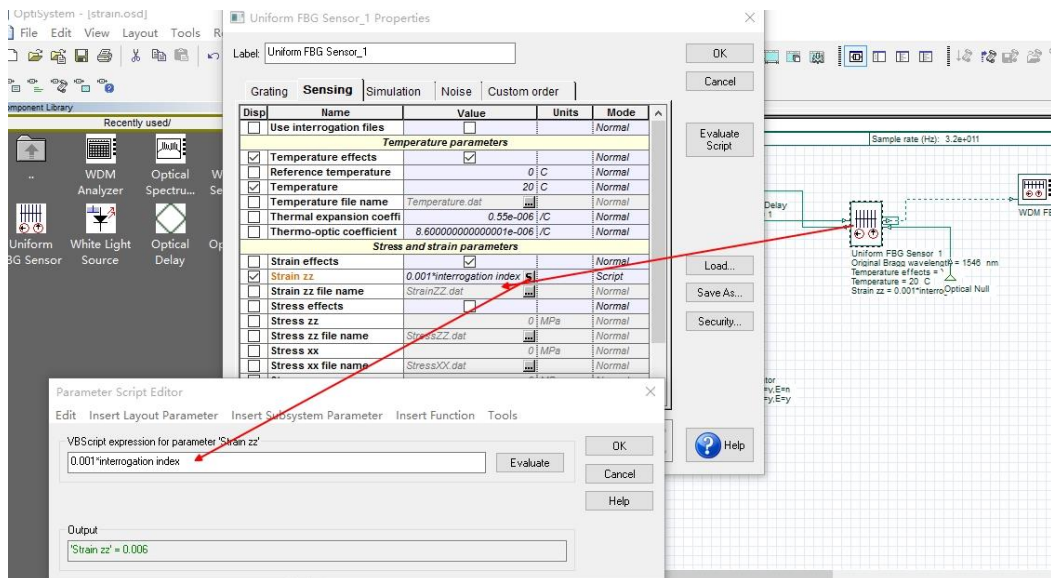 OptiSystem - [strain.osd]
File Edit View Layout Tools
Component Library
Recently used/
..
WDM Analyzer
Optical Spectru...
Uniform
White Light Source
Optical Delay
BG Sensor
Uniform FBG Sensor_1 Properties
Label: Uniform FBG Sensor_1
OK
Cancel
Evaluate Script
Load...
Save As...
Security...
Help
Grating Sensing Simulation Noise Custom order
Disp Name Value Units Mode
Use interrogation files Normal
Temperature parameters
Temperature effects Normal
Reference temperature 0 C Normal
Temperature 20 C Normal
Temperature file name Temperature.dat ... Normal
Thermal expansion coeffi 0.55e-006 /C Normal
Thermo-optic coefficient 8.600000000000001e-006 /C Normal
Stress and strain parameters
Strain effects Normal
Strain zz 0.001*interrogation index S Script
Strain zz file name StrainZZ.dat ... Normal
Stress effects Normal
Stress zz 0 MPa Normal
Stress zz file name StressZZ.dat ... Normal
Stress xx 0 MPa Normal
Stress xx file name StressXX.dat ... Normal
Sample rate (Hz): 3.2e+011
Delay
1
WDM FE
Uniform FBG Sensor 1
Original Bragg wavelength = 1546 nm
Temperature effects =
Temperature = 20 C
Strain zz = 0.001*interro
Optical Null
tor
=y,E=n
=y,E=y
Parameter Script Editor
Edit Insert Layout Parameter Insert Subsystem Parameter Insert Function Tools
VBScript expression for parameter 'Strain zz'
0.001*interrogation index
Evaluate
OK
Cancel
Help
Output
'Strain zz' = 0.006